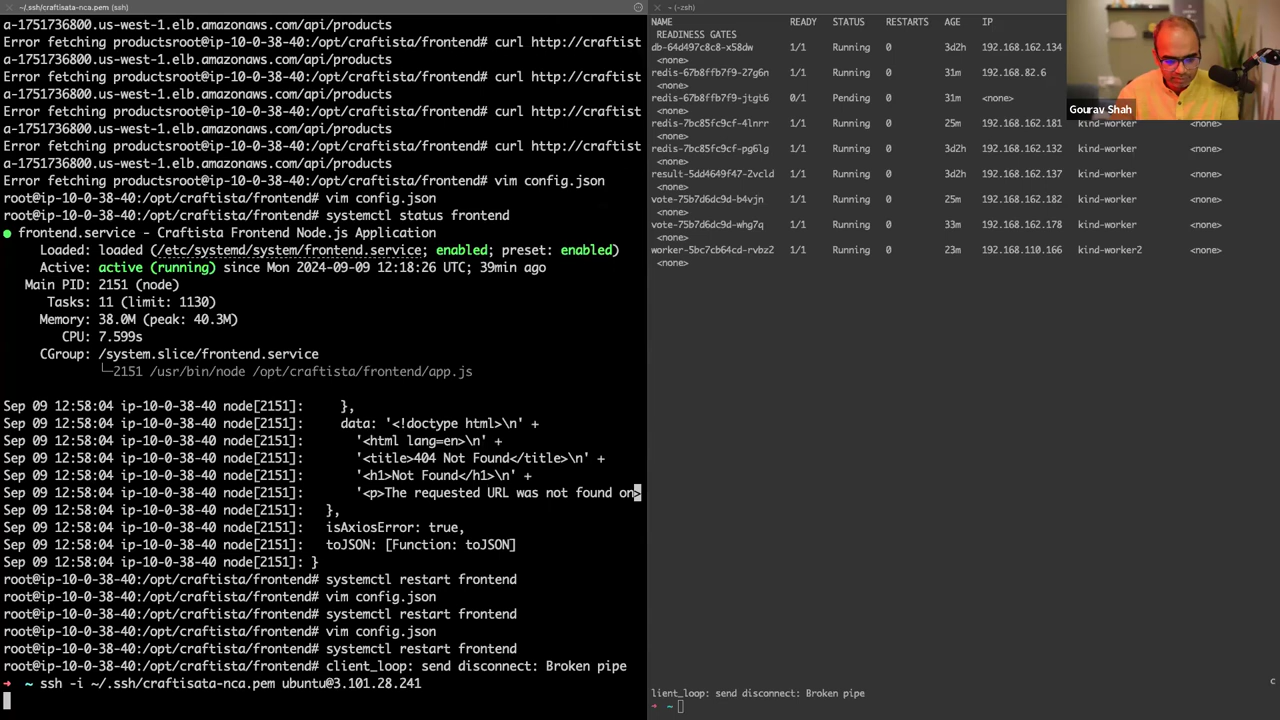 ~/.ssh/craftista-nca.pem (ssh)
a-1751736800.us-west-1.elb.amazonaws.com/api/products
Error fetching productsroot@ip-10-0-38-40:/opt/craftista/frontend# curl http://craftist
a-1751736800.us-west-1.elb.amazonaws.com/api/products
Error fetching productsroot@ip-10-0-38-40:/opt/craftista/frontend# curl http://craftist
a-1751736800.us-west-1.elb.amazonaws.com/api/products
Error fetching productsroot@ip-10-0-38-40:/opt/craftista/frontend# curl http://craftist
a-1751736800.us-west-1.elb.amazonaws.com/api/products
Error fetching productsroot@ip-10-0-38-40:/opt/craftista/frontend# curl http://craftist
a-1751736800.us-west-1.elb.amazonaws.com/api/products
Error fetching productsroot@ip-10-0-38-40:/opt/craftista/frontend# vim config.json
root@ip-10-0-38-40:/opt/craftista/frontend# vim config.json
root@ip-10-0-38-40:/opt/craftista/frontend# systemctl status frontend
● frontend.service - Craftista Frontend Node.js Application
Loaded: loaded (/etc/systemd/system/frontend.service; enabled; preset: enabled)
Active: active (running) since Mon 2024-09-09 12:18:26 UTC; 39min ago
Main PID: 2151 (node)
Tasks: 11 (limit: 1130)
Memory: 38.0M (peak: 40.3M)
CPU: 7.599s
CGroup: /system.slice/frontend.service
└─2151 /usr/bin/node /opt/craftista/frontend/app.js
Sep 09 12:58:04 ip-10-0-38-40 node[2151]: },
Sep 09 12:58:04 ip-10-0-38-40 node[2151]: data: '<!doctype html>\n' +
Sep 09 12:58:04 ip-10-0-38-40 node[2151]: '<html lang=en>\n' +
Sep 09 12:58:04 ip-10-0-38-40 node[2151]: '<title>404 Not Found</title>\n' +
Sep 09 12:58:04 ip-10-0-38-40 node[2151]: '<h1>Not Found</h1>\n' +
Sep 09 12:58:04 ip-10-0-38-40 node[2151]: '<p>The requested URL was not found on>
Sep 09 12:58:04 ip-10-0-38-40 node[2151]: },
Sep 09 12:58:04 ip-10-0-38-40 node[2151]: isAxiosError: true,
Sep 09 12:58:04 ip-10-0-38-40 node[2151]: toJSON: [Function: toJSON]
Sep 09 12:58:04 ip-10-0-38-40 node[2151]: }
root@ip-10-0-38-40:/opt/craftista/frontend# systemctl restart frontend
root@ip-10-0-38-40:/opt/craftista/frontend# vim config.json
root@ip-10-0-38-40:/opt/craftista/frontend# systemctl restart frontend
root@ip-10-0-38-40:/opt/craftista/frontend# vim config.json
root@ip-10-0-38-40:/opt/craftista/frontend# systemctl restart frontend
root@ip-10-0-38-40:/opt/craftista/frontend# client_loop: send disconnect: Broken pipe
➜ ~ ssh -i ~/.ssh/craftisata-nca.pem ubuntu@3.101.28.241
~ (-zsh)
NAME READY STATUS RESTARTS AGE IP
READINESS GATES
db-64d497c8c8-x58dw 1/1 Running 0 3d2h 192.168.162.134
<none>
redis-67b8ffb7f9-27g6n 1/1 Running 0 31m 192.168.82.6
<none>
redis-67b8ffb7f9-jtgt6 0/1 Pending 0 31m <none>
<none>
redis-7bc85fc9cf-4lnrr 1/1 Running 0 25m 192.168.162.181 kind-worker <none>
<none>
redis-7bc85fc9cf-pg6lg 1/1 Running 0 3d2h 192.168.162.132 kind-worker <none>
<none>
result-5dd4649f47-2vcld 1/1 Running 0 3d2h 192.168.162.137 kind-worker <none>
<none>
vote-75b7d6dc9d-b4vjn 1/1 Running 0 25m 192.168.162.182 kind-worker <none>
<none>
vote-75b7d6dc9d-whg7q 1/1 Running 0 33m 192.168.162.178 kind-worker <none>
<none>
worker-5bc7cb64cd-rvbz2 1/1 Running 0 23m 192.168.110.166 kind-worker2 <none>
<none>
c
lient_loop: send disconnect: Broken pipe
➜ ~
Gourav Shah